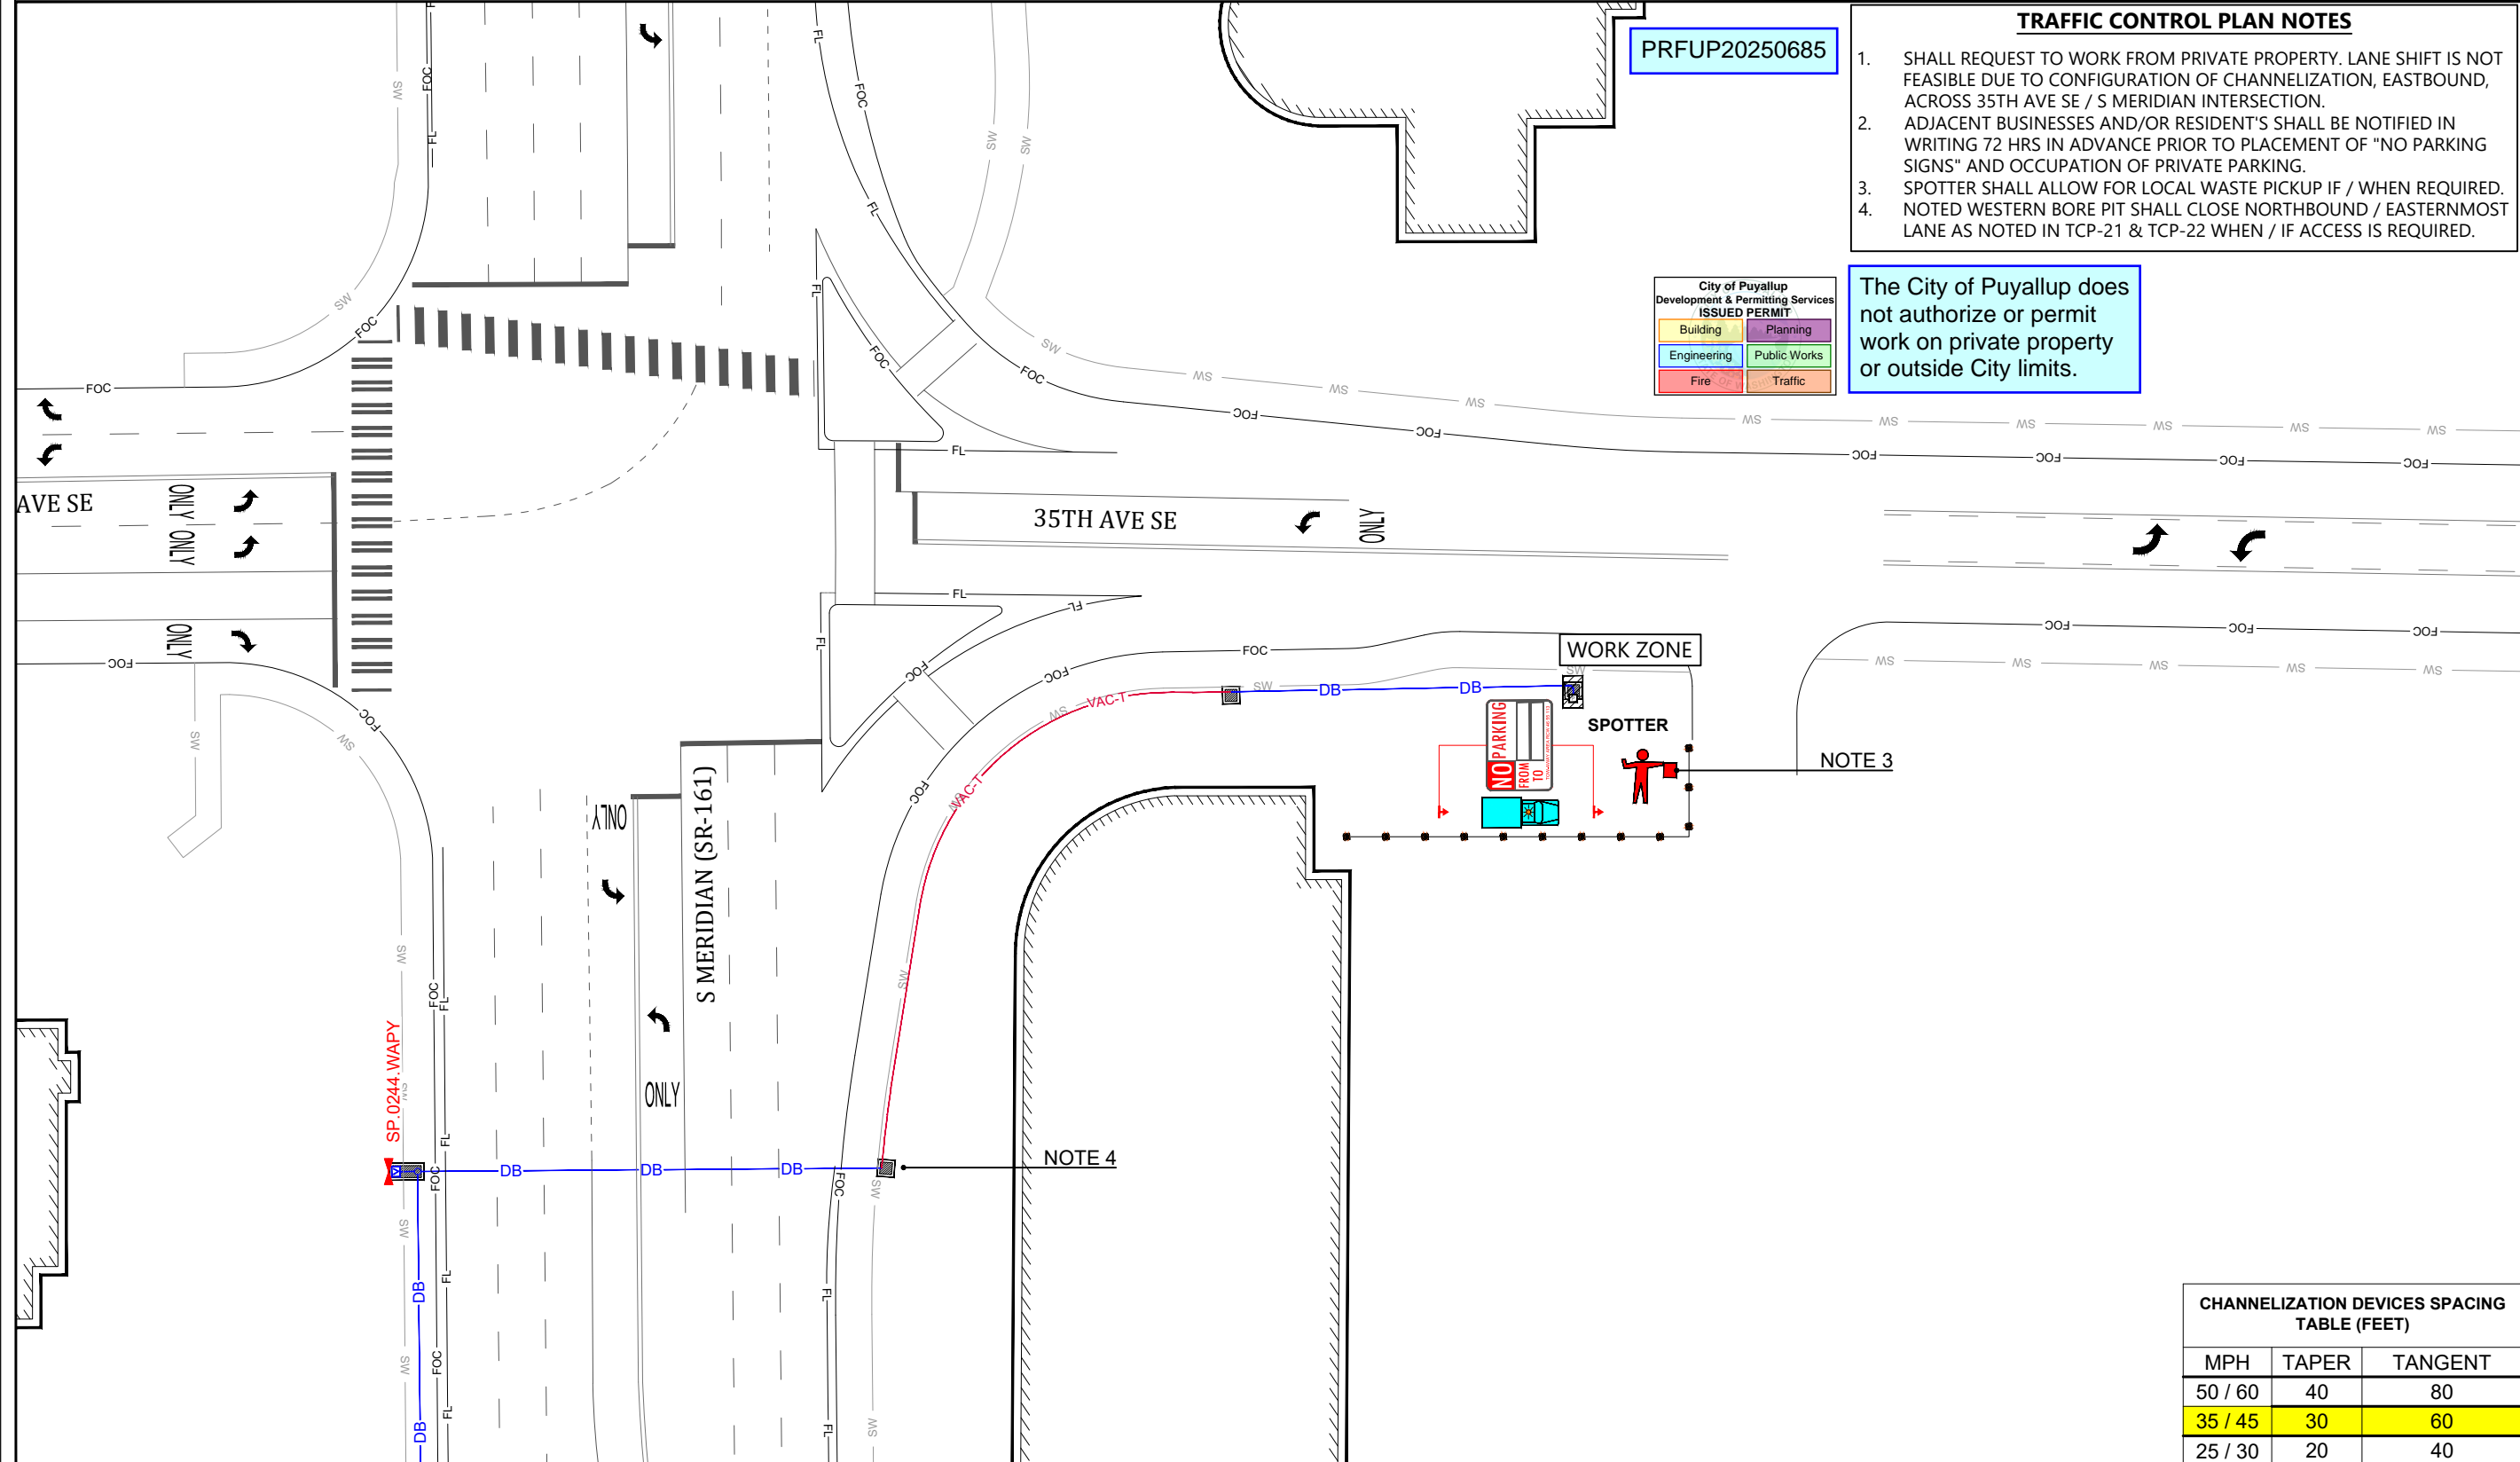 PRFUP20250685
TRAFFIC CONTROL PLAN NOTES
1. SHALL REQUEST TO WORK FROM PRIVATE PROPERTY. LANE SHIFT IS NOT
FEASIBLE DUE TO CONFIGURATION OF CHANNELIZATION, EASTBOUND,
ACROSS 35TH AVE SE / S MERIDIAN INTERSECTION.
2. ADJACENT BUSINESSES AND/OR RESIDENT'S SHALL BE NOTIFIED IN
WRITING 72 HRS IN ADVANCE PRIOR TO PLACEMENT OF "NO PARKING
SIGNS" AND OCCUPATION OF PRIVATE PARKING.
3. SPOTTER SHALL ALLOW FOR LOCAL WASTE PICKUP IF / WHEN REQUIRED.
4. NOTED WESTERN BORE PIT SHALL CLOSE NORTHBOUND / EASTERNMOST
LANE AS NOTED IN TCP-21 & TCP-22 WHEN / IF ACCESS IS REQUIRED.
City of Puyallup
Development & Permitting Services
ISSUED PERMIT
Building Planning
Engineering Public Works
Fire Traffic
The City of Puyallup does
not authorize or permit
work on private property
or outside City limits.
AVE SE
ONLY ONLY
ONLY ONLY
ONLY
35TH AVE SE
ONLY
WORK ZONE
SPOTTER
NO PARKING
FROM
TO
NOTE 3
S MERIDIAN (SR-161)
ONLY
ONLY
SP.0244.WAPY
NOTE 4
FOC
FL
SW
DB
DB
VAC-T
VAC-T
DB
DB
DB
DB
DB
CHANNELIZATION DEVICES SPACING
TABLE (FEET)
MPH TAPER TANGENT
50 / 60 40 80
35 / 45 30 60
25 / 30 20 40